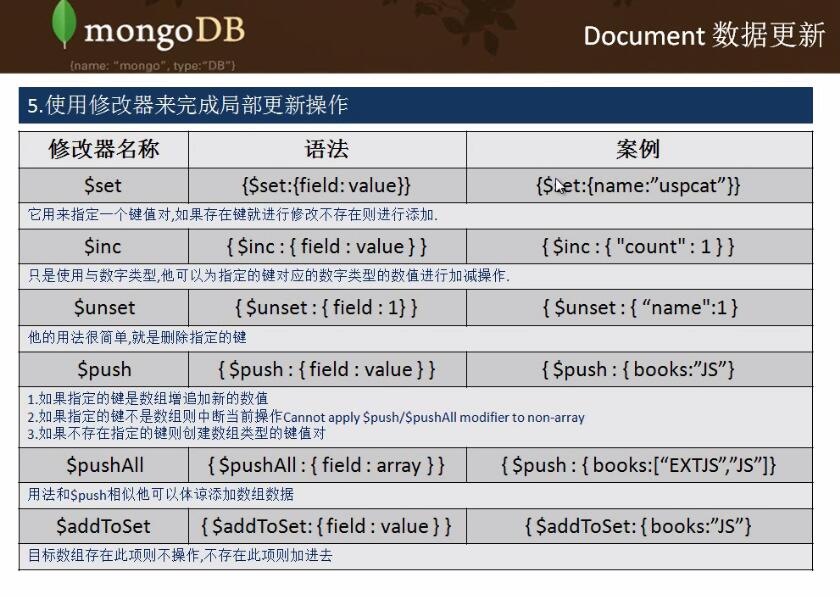 mongoDB
{name: “mongo”, type:“DB”}
Document 数据更新
5.使用修改器来完成局部更新操作
修改器名称 语法 案例
$set {$set:{field: value}} {$set:{name:”uspcat”}}
它用来指定一个键值对,如果存在键就进行修改不存在则进行添加.
$inc { $inc : { field : value } } { $inc : { "count" : 1 } }
只是使用与数字类型,他可以为指定的键对应的数字类型的数值进行加减操作.
$unset { $unset : { field : 1} } { $unset : { “name":1 }
他的用法很简单,就是删除指定的键
$push { $push : { field : value } } { $push : { books:”JS”}
1.如果指定的键是数组增追加新的数值
2.如果指定的键不是数组则中断当前操作Cannot apply $push/$pushAll modifier to non-array
3.如果不存在指定的键则创建数组类型的键值对
$pushAll { $pushAll : { field : array } } { $push : { books:[“EXTJS”,”JS”]}
用法和$push相似他可以体谅添加数组数据
$addToSet { $addToSet: { field : value } } { $addToSet: { books:”JS”}
目标数组存在此项则不操作,不存在此项则加进去